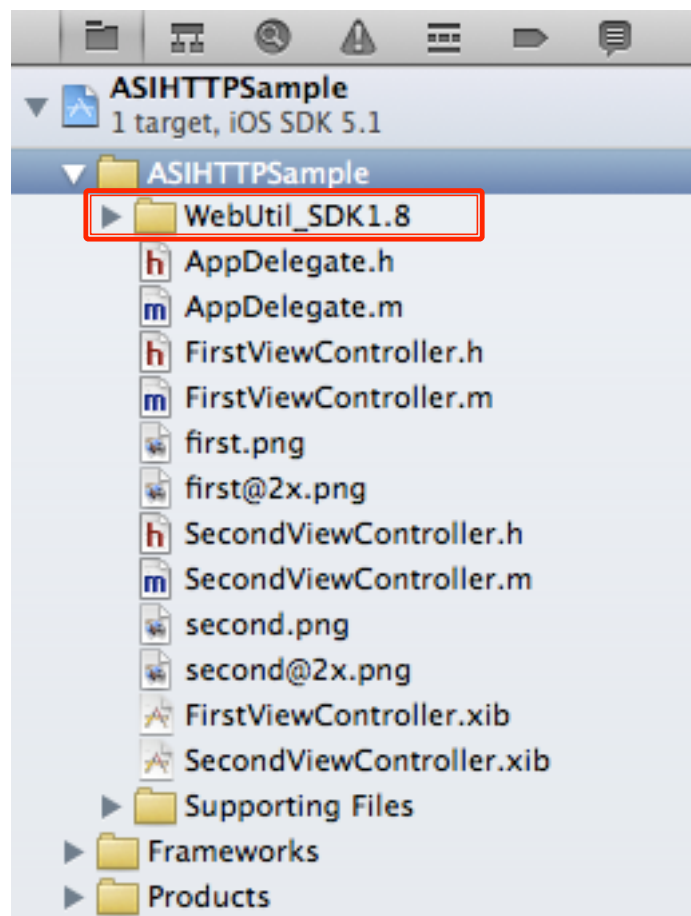 ASIHTTPSample
1 target, iOS SDK 5.1
ASIHTTPSample
WebUtil_SDK1.8
h AppDelegate.h
m AppDelegate.m
h FirstViewController.h
m FirstViewController.m
first.png
first@2x.png
h SecondViewController.h
m SecondViewController.m
second.png
second@2x.png
FirstViewController.xib
SecondViewController.xib
Supporting Files
Frameworks
Products